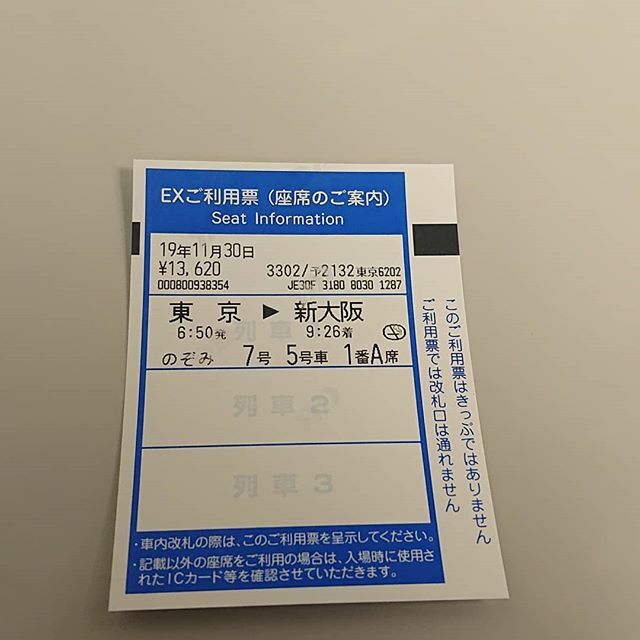 EXご利用票(座席のご案内)
Seat Information
19年11月30日
¥13,620 3302/予2132東京6202
000800938354 JE30F 3180 8030 1287
東京▶新大阪
列車1
6:50発 9:26着
のぞみ 7号 5号車 1番A席
列車2
列車3
・車内改札の際は、このご利用票を呈示してください。
・記載以外の座席をご利用の場合は、入場時に使用さ
れたICカード等を確認させていただきます。
このご利用票はきっぷではありません
ご利用票では改札口は通れません